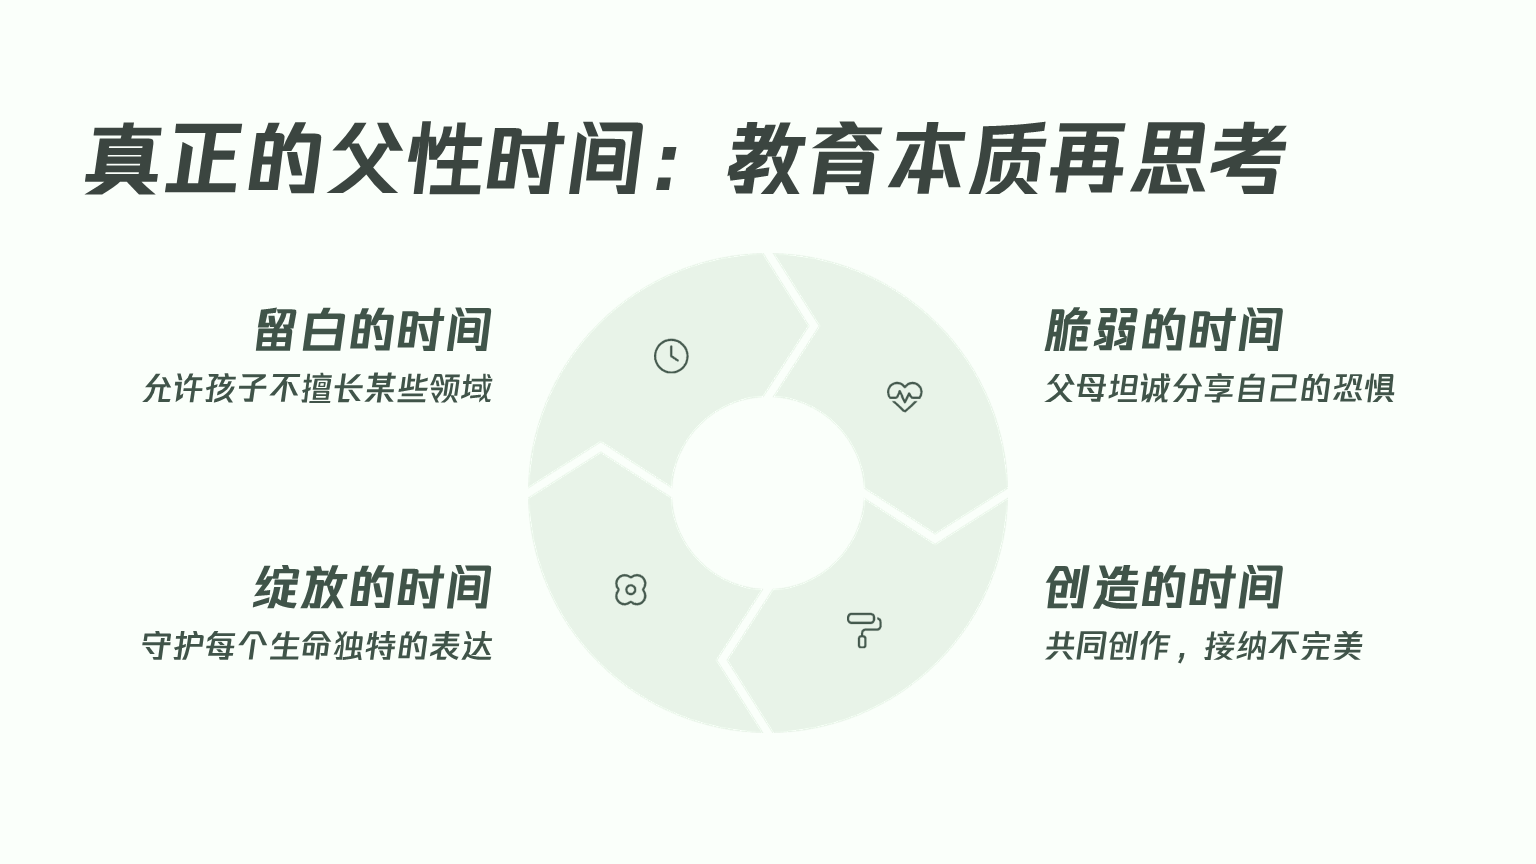 真正的父性时间：教育本质再思考
留白的时间
允许孩子不擅长某些领域
脆弱的时间
父母坦诚分享自己的恐惧
绽放的时间
守护每个生命独特的表达
创造的时间
共同创作，接纳不完美